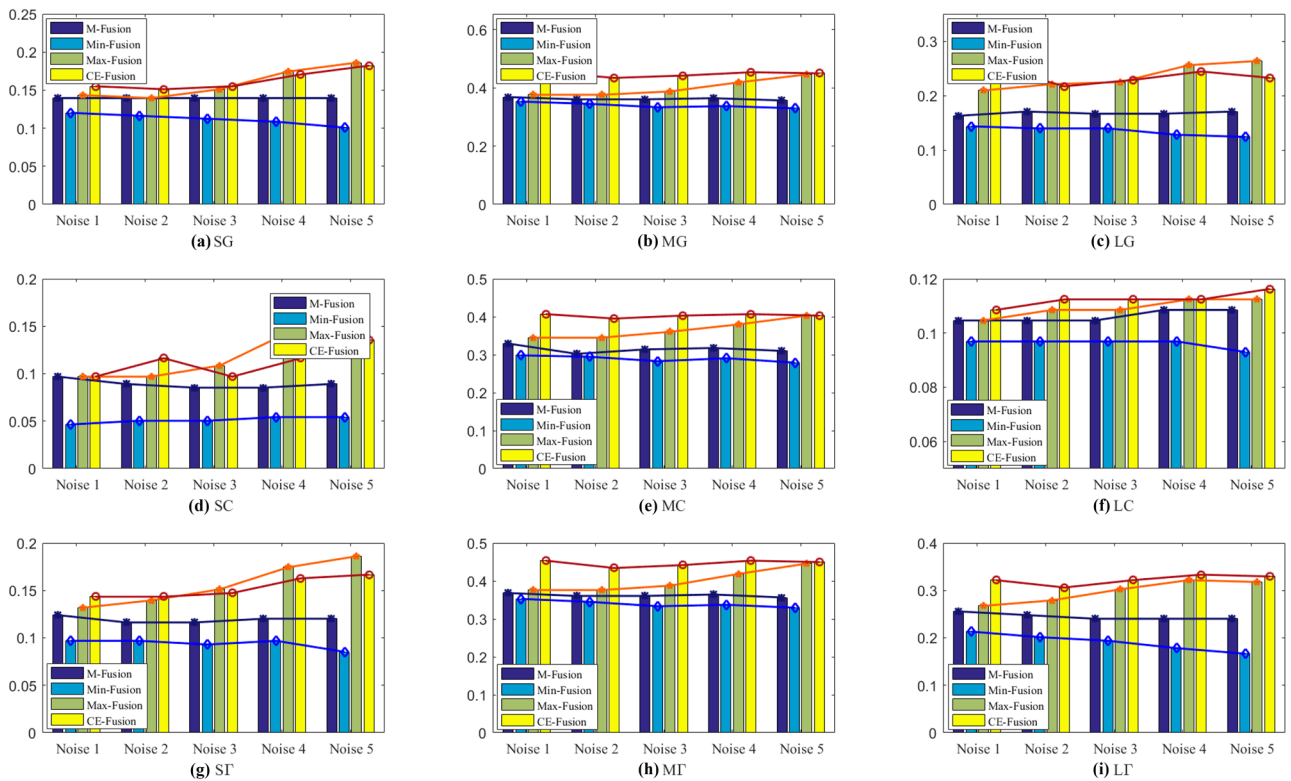 0.25
0.2
0.15
0.1
0.05
0
M-Fusion
Min-Fusion
Max-Fusion
CE-Fusion
Noise 1 Noise 2 Noise 3 Noise 4 Noise 5
(a) SG
0.6
0.4
0.2
0
M-Fusion
Min-Fusion
Max-Fusion
CE-Fusion
Noise 1 Noise 2 Noise 3 Noise 4 Noise 5
(b) MG
0.3
0.2
0.1
0
M-Fusion
Min-Fusion
Max-Fusion
CE-Fusion
Noise 1 Noise 2 Noise 3 Noise 4 Noise 5
(c) LG
0.2
0.15
0.1
0.05
0
M-Fusion
Min-Fusion
Max-Fusion
CE-Fusion
Noise 1 Noise 2 Noise 3 Noise 4 Noise 5
(d) SC
0.5
0.4
0.3
0.2
0.1
0
M-Fusion
Min-Fusion
Max-Fusion
CE-Fusion
Noise 1 Noise 2 Noise 3 Noise 4 Noise 5
(e) MC
0.12
0.1
0.08
0.06
M-Fusion
Min-Fusion
Max-Fusion
CE-Fusion
Noise 1 Noise 2 Noise 3 Noise 4 Noise 5
(f) LC
0.2
0.15
0.1
0.05
0
M-Fusion
Min-Fusion
Max-Fusion
CE-Fusion
Noise 1 Noise 2 Noise 3 Noise 4 Noise 5
(g) SΓ
0.5
0.4
0.3
0.2
0.1
0
M-Fusion
Min-Fusion
Max-Fusion
CE-Fusion
Noise 1 Noise 2 Noise 3 Noise 4 Noise 5
(h) MΓ
0.4
0.3
0.2
0.1
0
M-Fusion
Min-Fusion
Max-Fusion
CE-Fusion
Noise 1 Noise 2 Noise 3 Noise 4 Noise 5
(i) LΓ